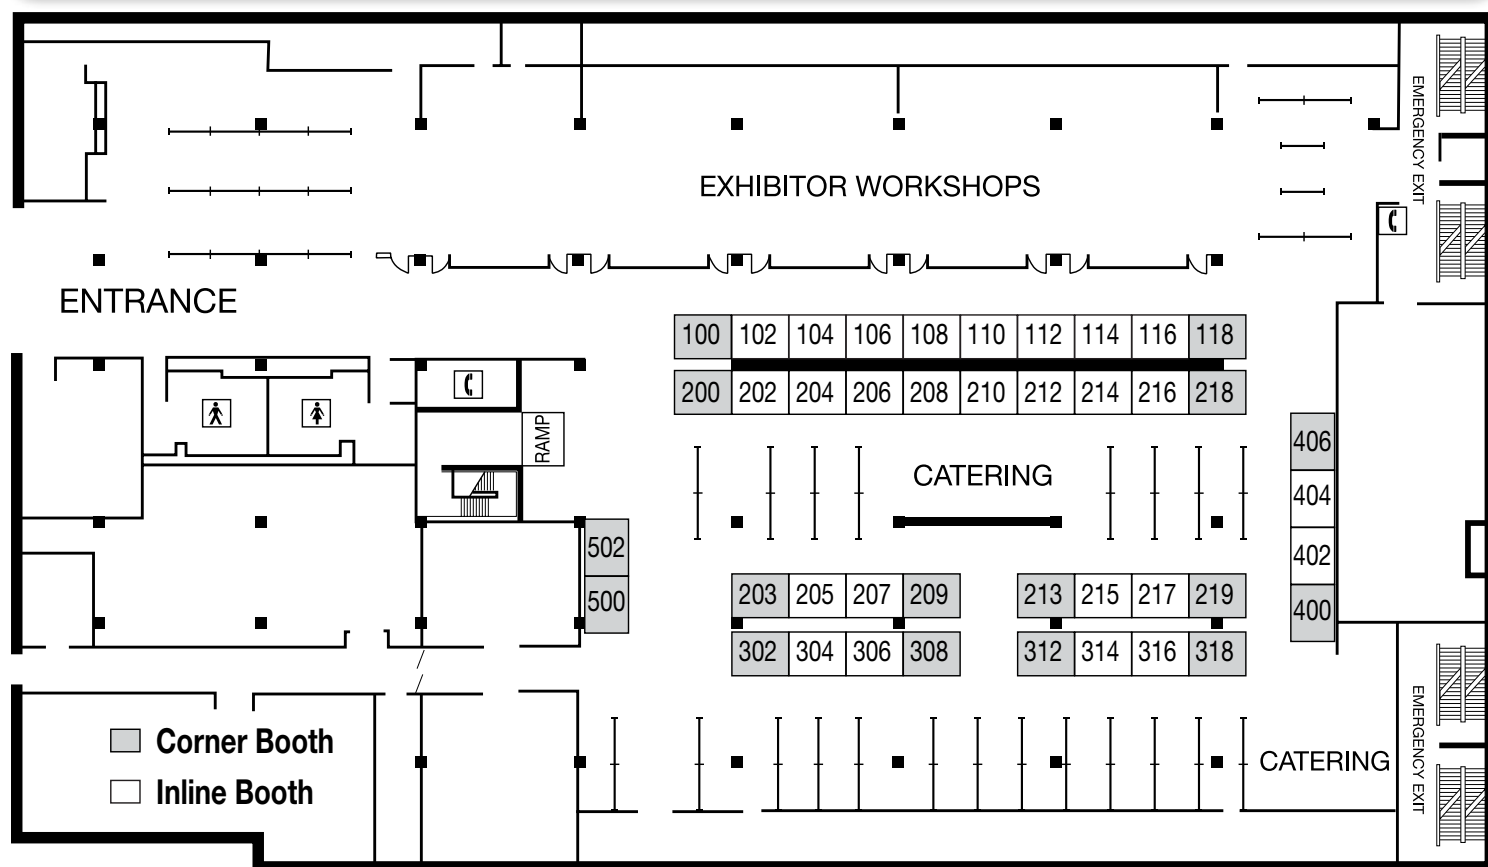 EMERGENCY EXIT
EXHIBITOR WORKSHOPS
ENTRANCE
100 102 104 106 108 110 112 114 116 118
200 202 204 206 208 210 212 214 216 218
RAMP
CATERING
406
404
402
400
502
500
203 205 207 209 213 215 217 219
302 304 306 308 312 314 316 318
Corner Booth
Inline Booth
CATERING
EMERGENCY EXIT